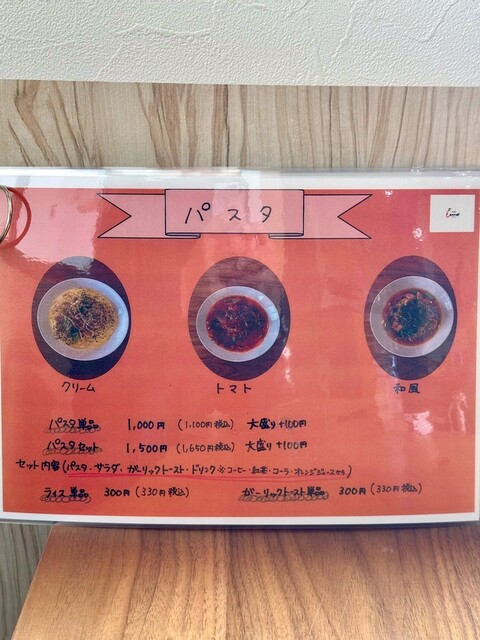 パスタ
クリーム
トマト
和風
パスタ単品 1,000円 (1,100円税込) 大盛り+100円
パスタセット 1,500円 (1,650円税込) 大盛り+100円
セット内容 (パスタ・サラダ・ガーリックトースト・ドリンク※コーヒー・紅茶・コーラ・オレンジジュースから)
ライス単品 300円 (330円税込) ガーリックトースト単品 300円 (330円税込)